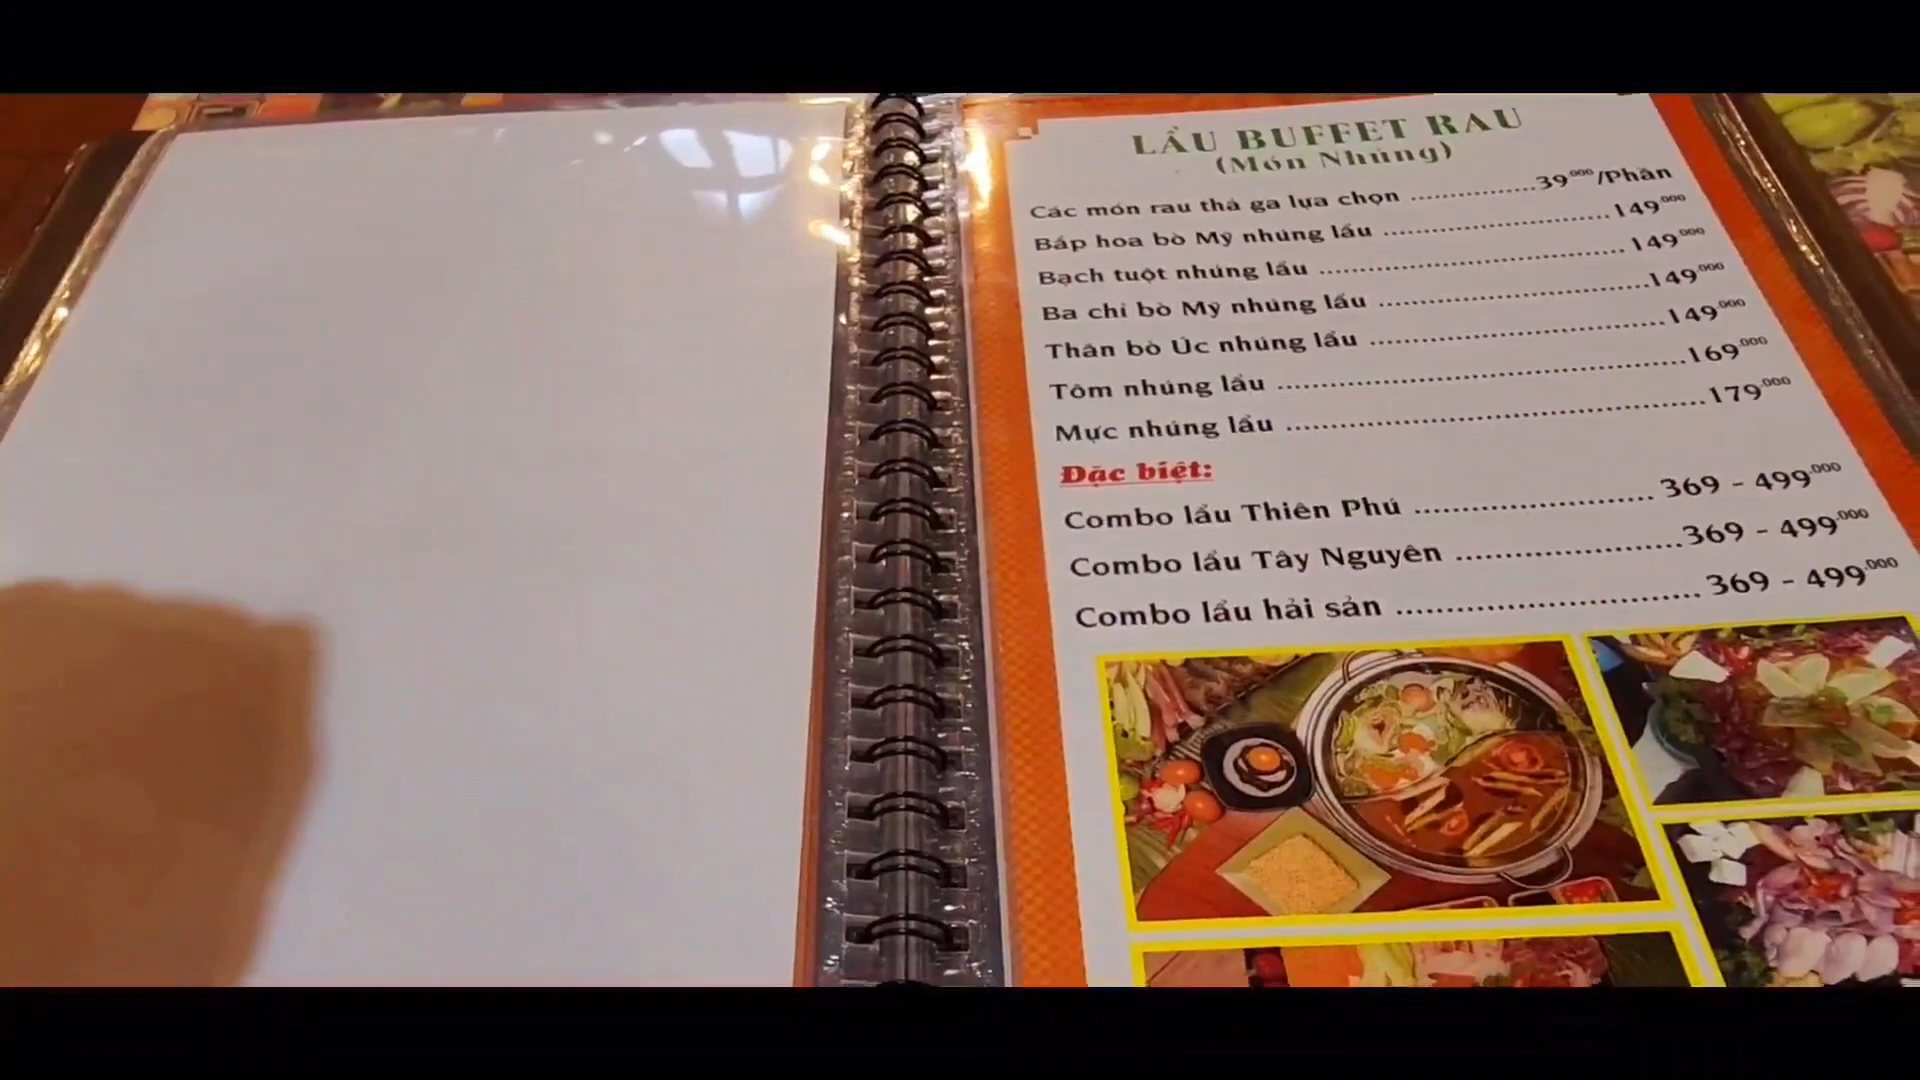 LẨU BUFFET RAU
(Món Nhúng)
Các món rau thả ga lựa chọn ................39.000/Phần
Bắp hoa bò Mỹ nhúng lẩu ............................149.000
Bạch tuột nhúng lẩu .....................................149.000
Ba chỉ bò Mỹ nhúng lẩu ................................149.000
Thăn bò Úc nhúng lẩu ...................................149.000
Tôm nhúng lẩu ................................................169.000
Mực nhúng lẩu ................................................179.000
Đặc biệt:
Combo lẩu Thiên Phú ........................... 369 - 499.000
Combo lẩu Tây Nguyên .........................369 - 499.000
Combo lẩu hải sản ................................. 369 - 499.000